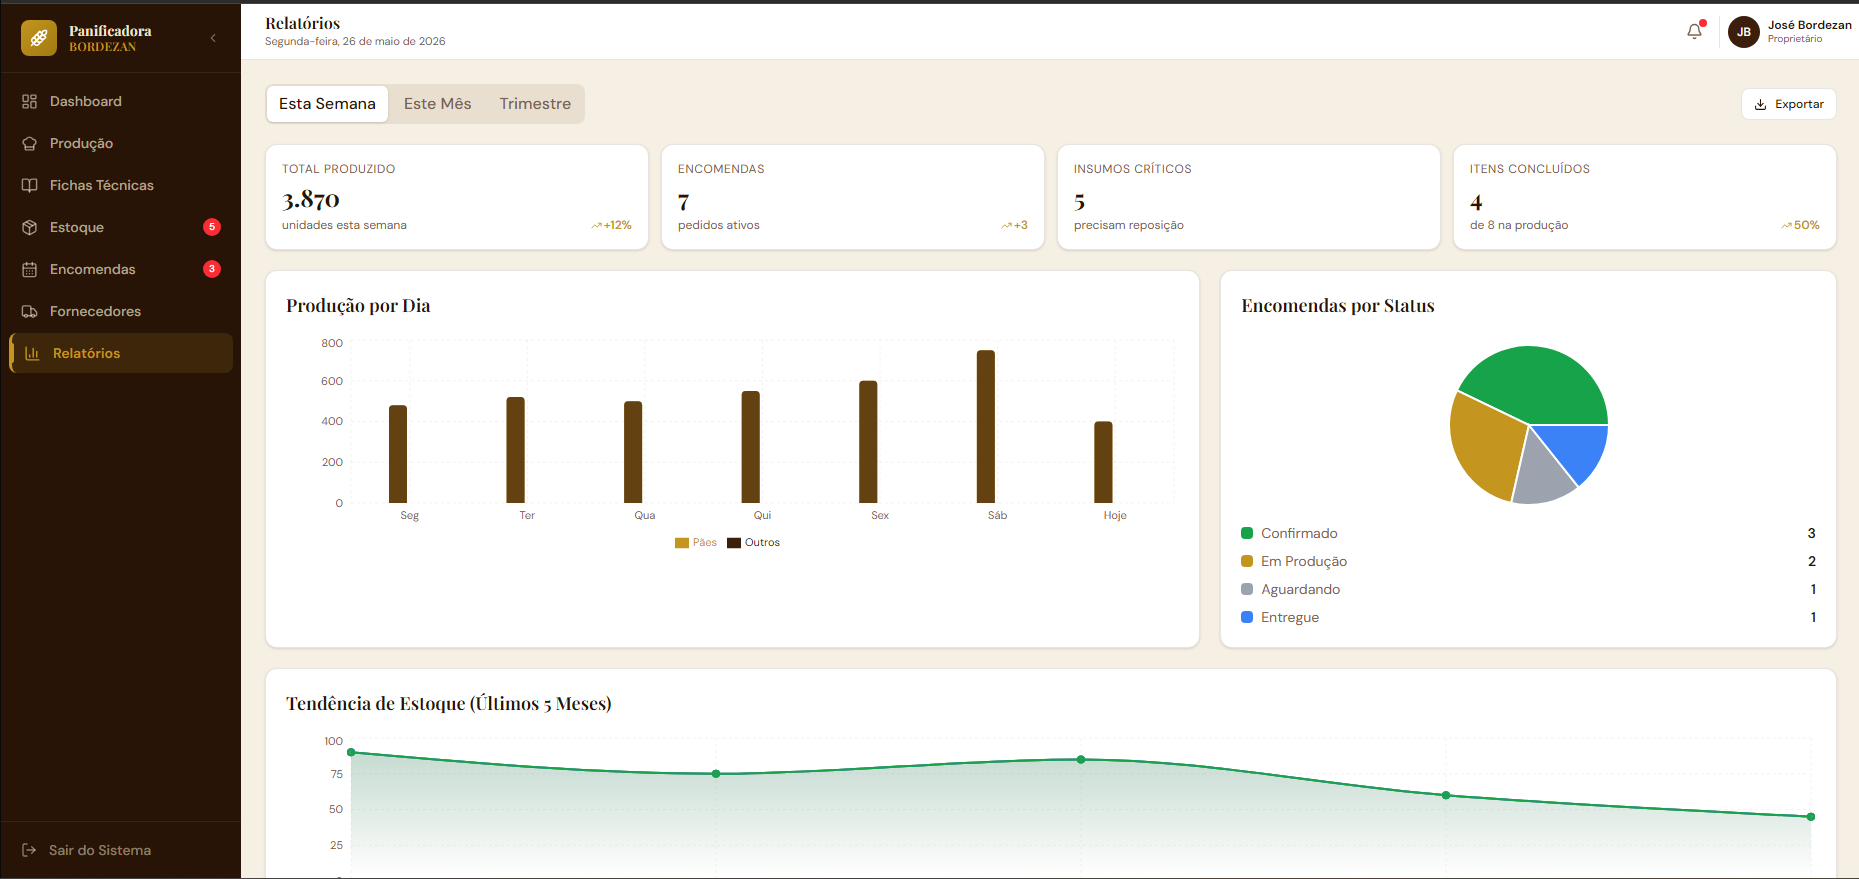 Panificadora
BORDEZAN
Dashboard
Produção
Fichas Técnicas
Estoque 5
Encomendas 3
Fornecedores
Relatórios
Sair do Sistema
Relatórios
Segunda-feira, 26 de maio de 2026
JB
José Bordezan
Proprietário
Esta Semana Este Mês Trimestre
Exportar
TOTAL PRODUZIDO
3.870
unidades esta semana +12%
ENCOMENDAS
7
pedidos ativos +3
INSUMOS CRÍTICOS
5
precisam reposição
ITENS CONCLUÍDOS
4
de 8 na produção 50%
Produção por Dia
800
600
400
200
0
Seg Ter Qua Qui Sex Sáb Hoje
Pães Outros
Encomendas por Status
Confirmado 3
Em Produção 2
Aguardando 1
Entregue 1
Tendência de Estoque (Últimos 5 Meses)
100
75
50
25